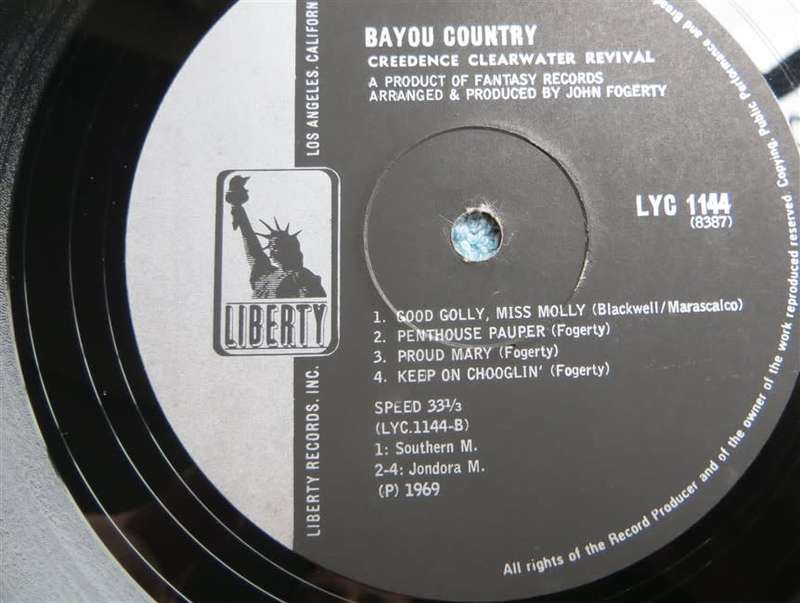 BAYOU COUNTRY
CREEDENCE CLEARWATER REVIVAL
A PRODUCT OF FANTASY RECORDS
ARRANGED & PRODUCED BY JOHN FOGERTY
LYC 1144
(8387)
LIBERTY
1. GOOD GOLLY, MISS MOLLY (Blackwell/Marascalco)
2. PENTHOUSE PAUPER (Fogerty)
3. PROUD MARY (Fogerty)
4. KEEP ON CHOOGLIN' (Fogerty)
SPEED 33⅓
(LYC.1144-B)
1: Southern M.
2-4: Jondora M.
(P) 1969
LIBERTY RECORDS, INC. LOS ANGELES, CALIFORN
All rights of the Record Producer and of the owner of the work reproduced reserved Copying, Public Performance and